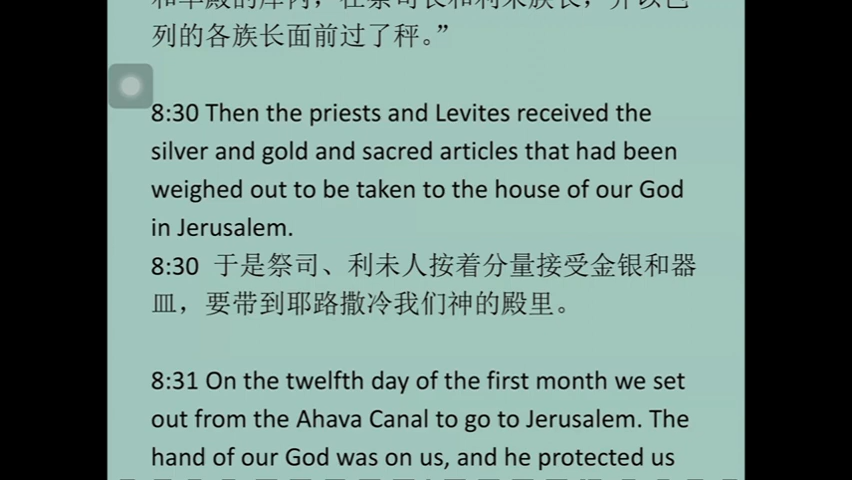 列的各族长面前过了秤。”
8:30 Then the priests and Levites received the
silver and gold and sacred articles that had been
weighed out to be taken to the house of our God
in Jerusalem.
8:30 于是祭司、利未人按着分量接受金银和器
皿，要带到耶路撒冷我们神的殿里。
8:31 On the twelfth day of the first month we set
out from the Ahava Canal to go to Jerusalem. The
hand of our God was on us, and he protected us